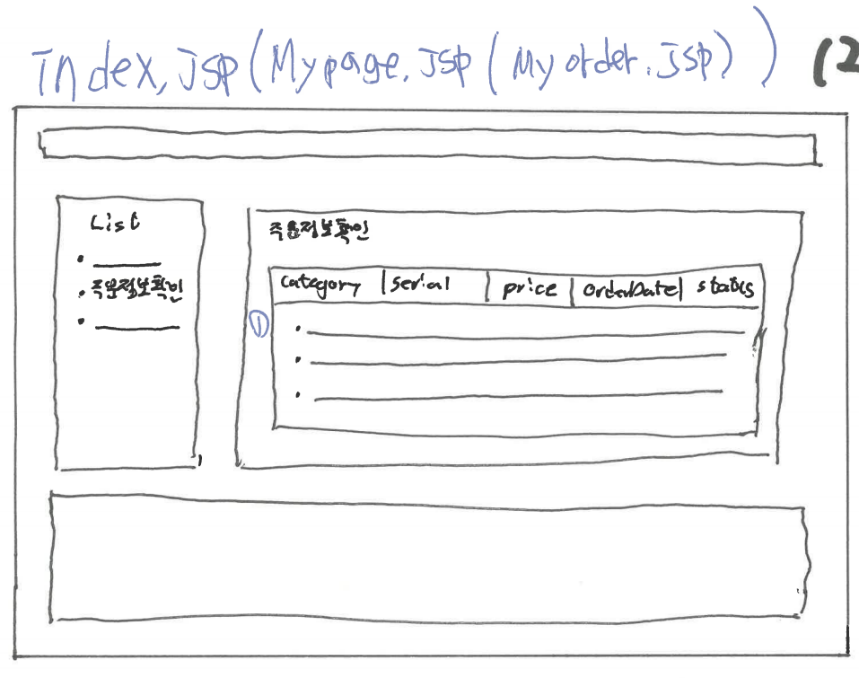 index.jsp(Mypage.jsp(My order.jsp)) (2
List
주문정보확인
주문정보확인
category | serial | price | orderDate | status
①